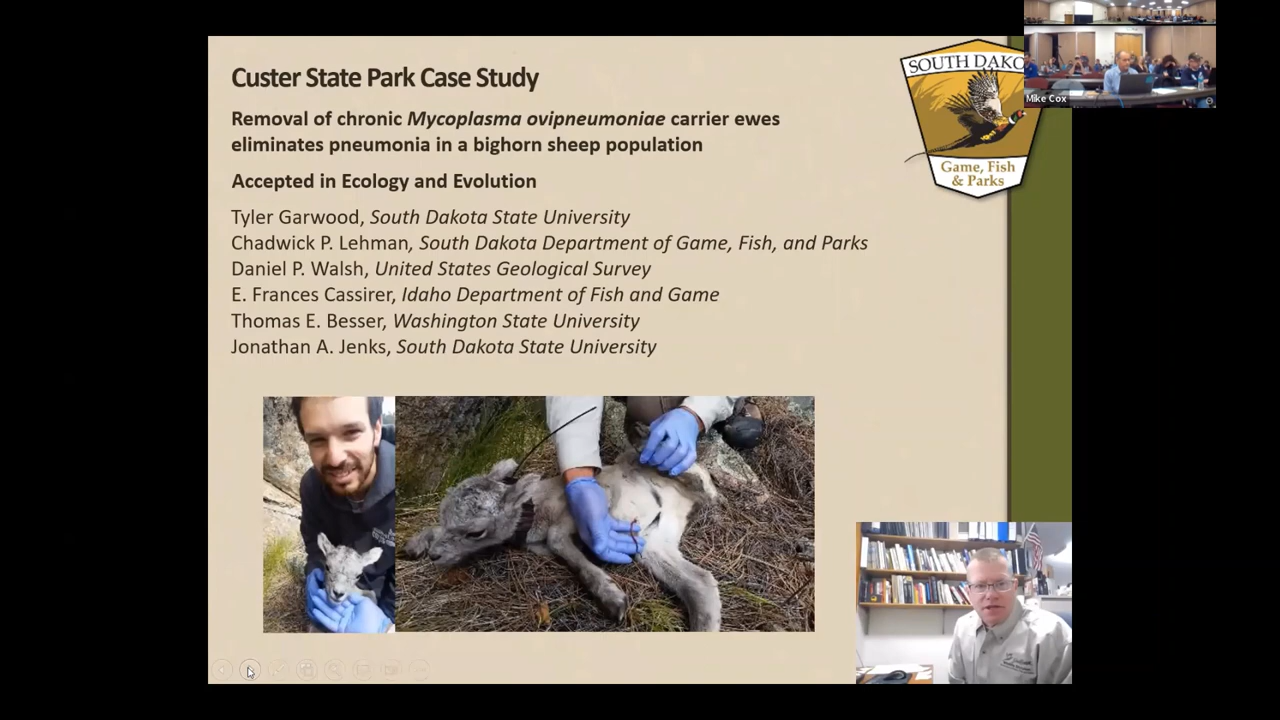 Custer State Park Case Study
Removal of chronic Mycoplasma ovipneumoniae carrier ewes
eliminates pneumonia in a bighorn sheep population
Accepted in Ecology and Evolution
Tyler Garwood, South Dakota State University
Chadwick P. Lehman, South Dakota Department of Game, Fish, and Parks
Daniel P. Walsh, United States Geological Survey
E. Frances Cassirer, Idaho Department of Fish and Game
Thomas E. Besser, Washington State University
Jonathan A. Jenks, South Dakota State University
SOUTH DAKO
Game, Fish
& Parks
Mike Cox